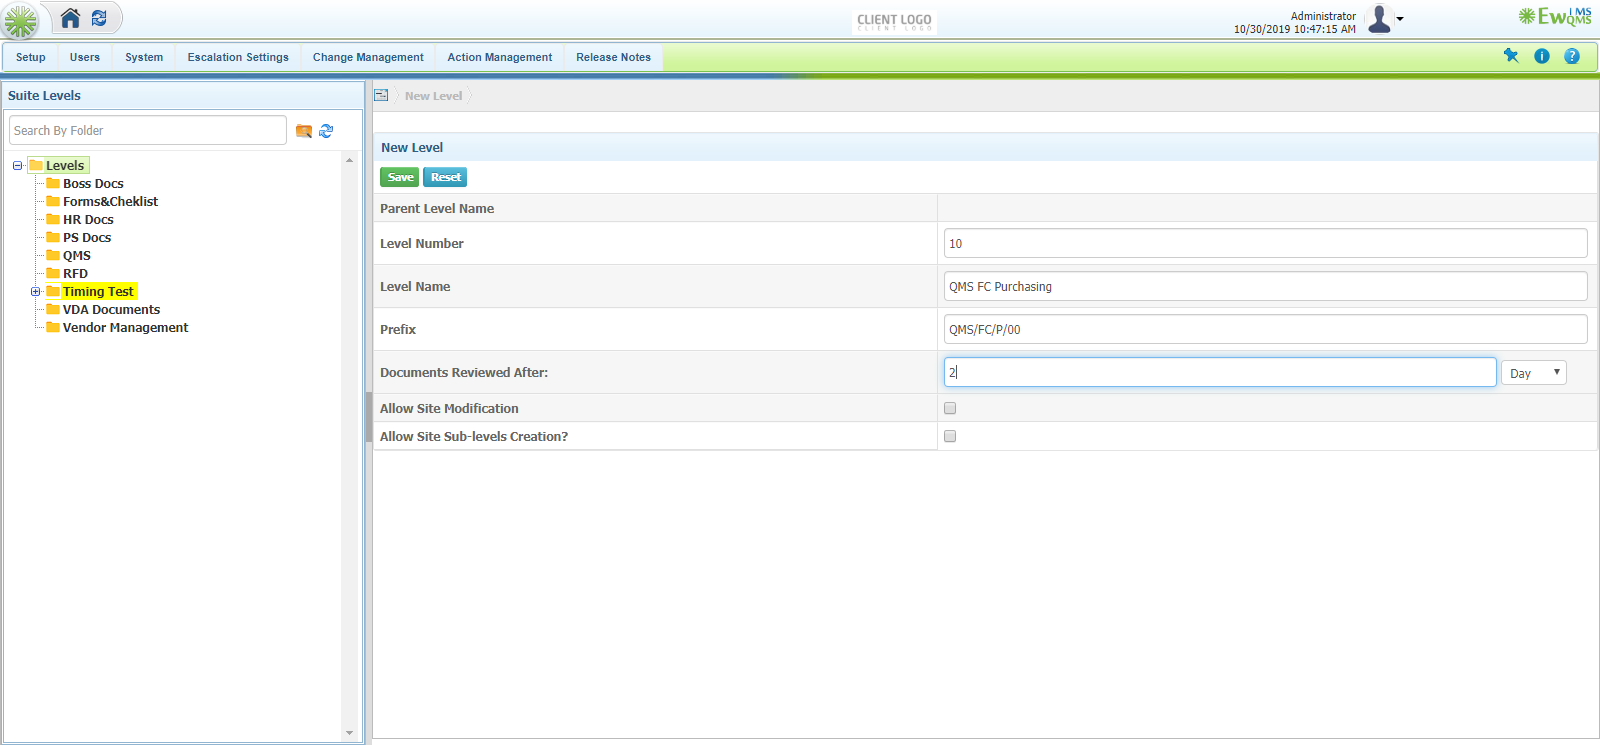 CLIENT LOGO
CLIENT LOGO
Administrator
10/30/2019 10:47:15 AM
EwQMS
IMS
Setup Users System Escalation Settings Change Management Action Management Release Notes
Suite Levels
New Level
Search By Folder
New Level
Save Reset
Levels
Boss Docs
Forms&Cheklist
HR Docs
PS Docs
QMS
RFD
Timing Test
VDA Documents
Vendor Management
Parent Level Name
Level Number 10
Level Name QMS FC Purchasing
Prefix QMS/FC/P/00
Documents Reviewed After: 2 Day
Allow Site Modification
Allow Site Sub-levels Creation?